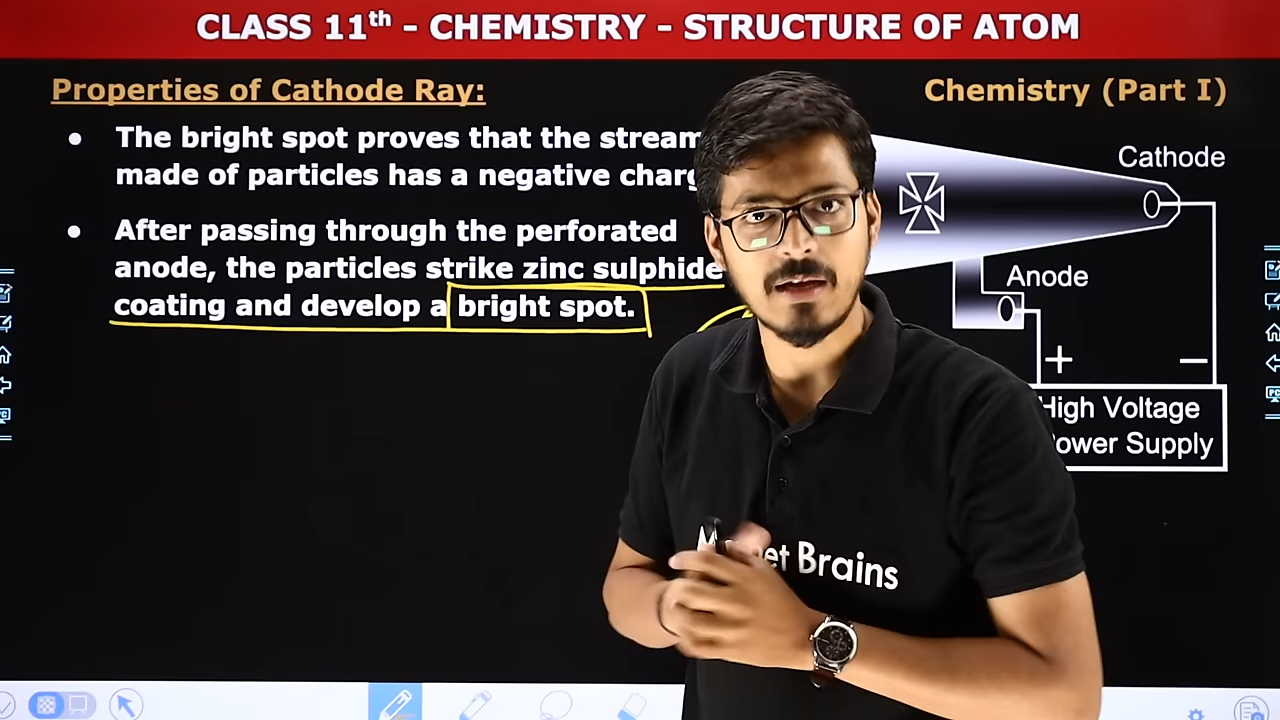 CLASS 11th - CHEMISTRY - STRUCTURE OF ATOM
Properties of Cathode Ray:
Chemistry (Part I)
• The bright spot proves that the stream
made of particles has a negative
• After passing through the perforated
anode, the particles strike zinc sulphide
coating and develop a bright spot.
Cathode
Anode
+ −
High Voltage
Power Supply
Brains